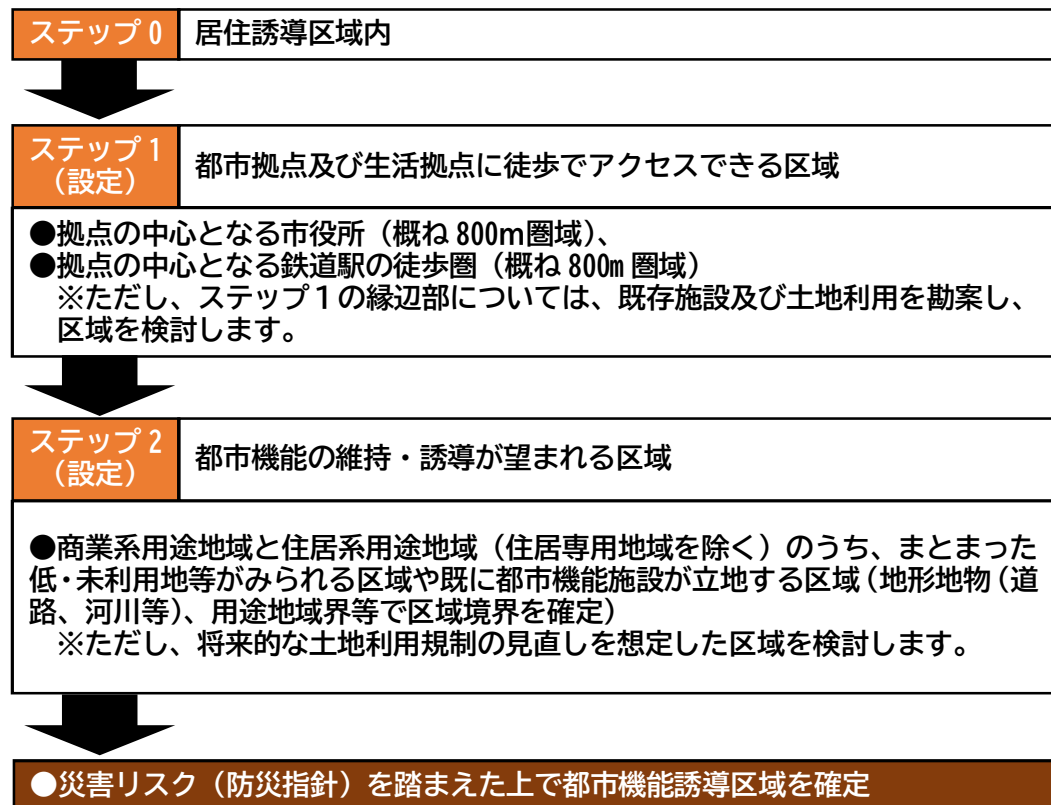 ステップ0 居住誘導区域内
ステップ1
（設定）
都市拠点及び生活拠点に徒歩でアクセスできる区域
●拠点の中心となる市役所（概ね800ｍ圏域）、
●拠点の中心となる鉄道駅の徒歩圏（概ね800m圏域）
※ただし、ステップ１の縁辺部については、既存施設及び土地利用を勘案し、
区域を検討します。
ステップ2
（設定）
都市機能の維持・誘導が望まれる区域
●商業系用途地域と住居系用途地域（住居専用地域を除く）のうち、まとまった
低・未利用地等がみられる区域や既に都市機能施設が立地する区域（地形地物（道
路、河川等）、用途地域界等で区域境界を確定）
※ただし、将来的な土地利用規制の見直しを想定した区域を検討します。
●災害リスク（防災指針）を踏まえた上で都市機能誘導区域を確定